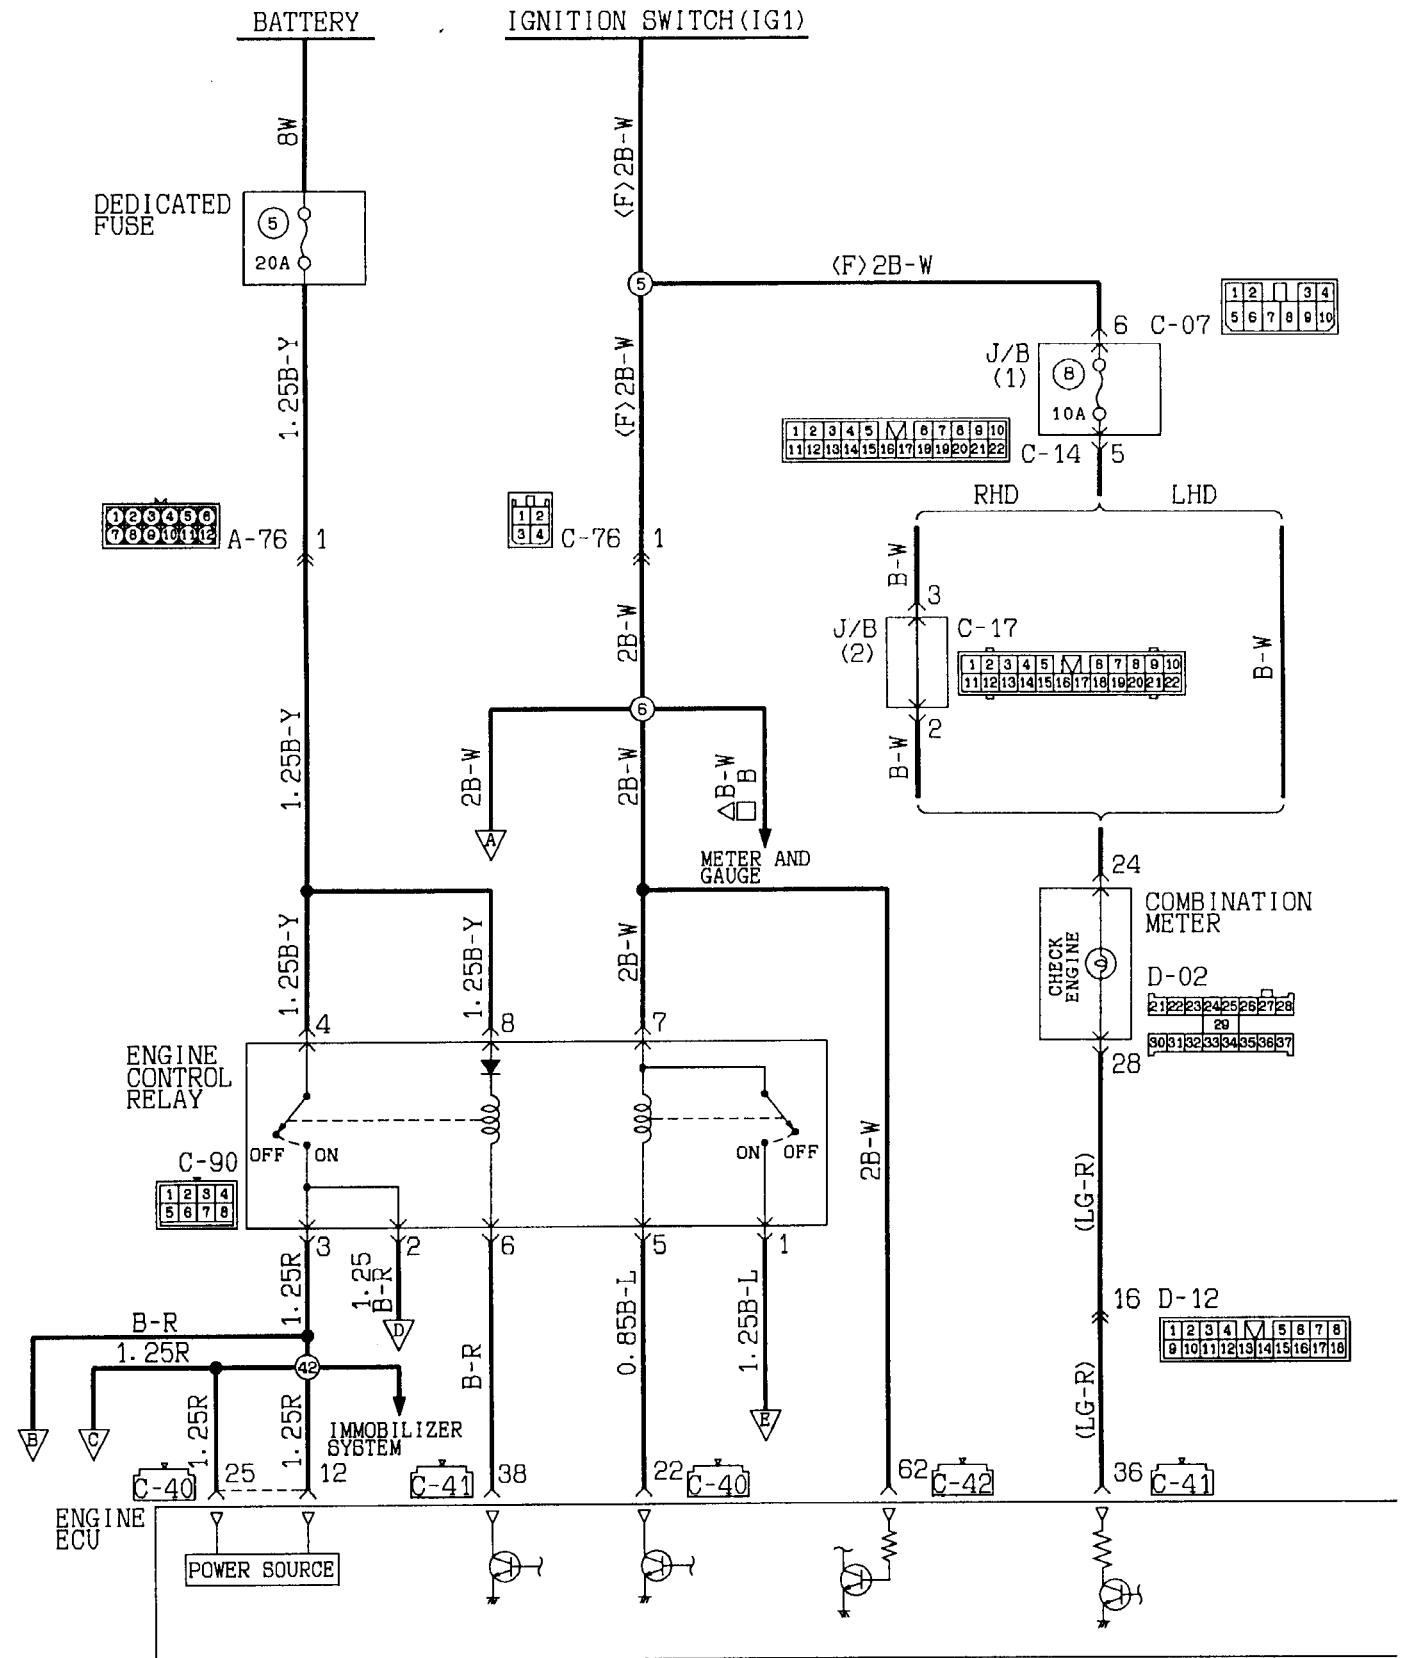 BATTERY
IGNITION SWITCH(IG1)
8W
⟨F⟩2B-W
DEDICATED
FUSE
5
20A
5
⟨F⟩2B-W
1 2 3 4
5 6 7 8 9 10
6 C-07
J/B
(1)
8
10A
1.25B-Y
⟨F⟩2B-W
1 2 3 4 5 6 7 8 9 10
11 12 13 14 15 16 17 18 19 20 21 22
C-14 5
RHD
LHD
1 2 3 4 5 6
7 8 9 10 11 12
A-76 1
1 2
3 4
C-76 1
B-W
3
J/B
(2)
C-17
1 2 3 4 5 6 7 8 9 10
11 12 13 14 15 16 17 18 19 20 21 22
2
B-W
B-W
2B-W
6
1.25B-Y
2B-W
2B-W
B-W
B
A
METER AND
GAUGE
24
COMBINATION
METER
CHECK
ENGINE
D-02
21 22 23 24 25 26 27 28
29
30 31 32 33 34 35 36 37
28
1.25B-Y
1.25B-Y
2B-W
4
8
7
ENGINE
CONTROL
RELAY
OFF
ON
ON
OFF
C-90
1 2 3 4
5 6 7 8
2B-W
(LG-R)
3
2
6
5
1
1.25R
1.25
B-R
0.85B-L
1.25B-L
16 D-12
1 2 3 4 5 6 7 8
9 10 11 12 13 14 15 16 17 18
B-R
D
1.25R
42
B-R
(LG-R)
1.25R
1.25R
B
C
IMMOBILIZER
SYSTEM
E
C-40
25
12
C-41
38
22
C-40
62
C-42
36
C-41
ENGINE
ECU
POWER SOURCE